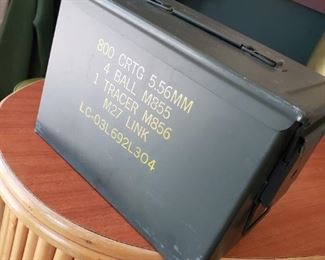 800 CRTG 5.56MM
4 BALL M855
1 TRACER M856
M27 LINK
LC-03L692L304